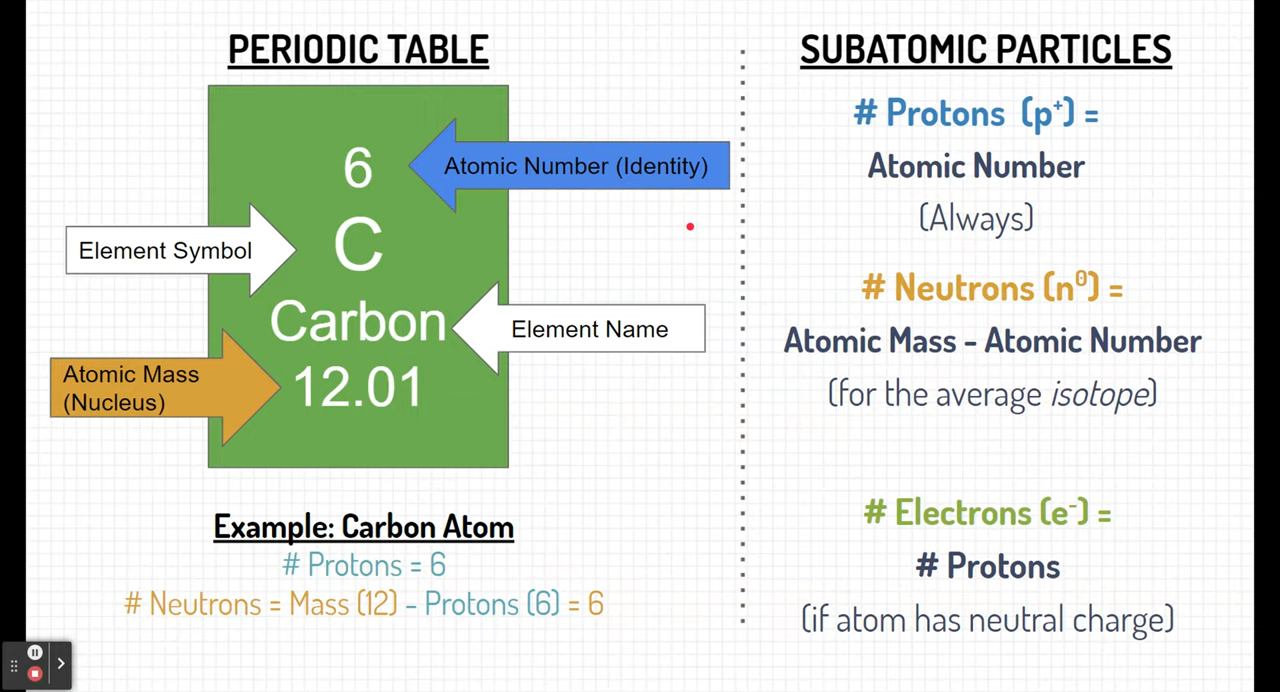 PERIODIC TABLE
6
Atomic Number (Identity)
Element Symbol
C
Carbon
Element Name
Atomic Mass
(Nucleus)
12.01
Example: Carbon Atom
# Protons = 6
# Neutrons = Mass (12) - Protons (6) = 6
SUBATOMIC PARTICLES
# Protons (p⁺) =
Atomic Number
(Always)
# Neutrons (n⁰) =
Atomic Mass - Atomic Number
(for the average isotope)
# Electrons (e⁻) =
# Protons
(if atom has neutral charge)